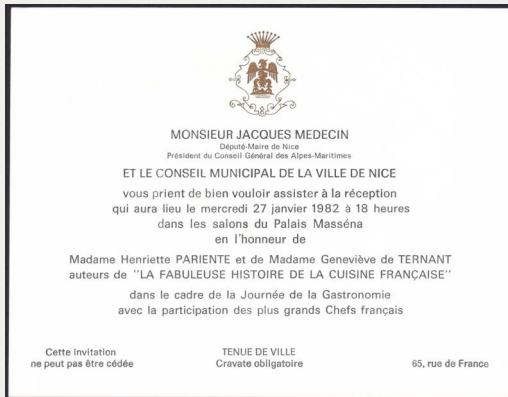 MONSIEUR JACQUES MEDECIN
Député-Maire de Nice
Président du Conseil Général des Alpes-Maritimes
ET LE CONSEIL MUNICIPAL DE LA VILLE DE NICE
vous prient de bien vouloir assister à la réception
qui aura lieu le mercredi 27 janvier 1982 à 18 heures
dans les salons du Palais Masséna
en l'honneur de
Madame Henriette PARIENTE et de Madame Geneviève de TERNANT
auteurs de "LA FABULEUSE HISTOIRE DE LA CUISINE FRANÇAISE"
dans le cadre de la Journée de la Gastronomie
avec la participation des plus grands Chefs français
Cette invitation
ne peut pas être cédée
TENUE DE VILLE
Cravate obligatoire
65, rue de France